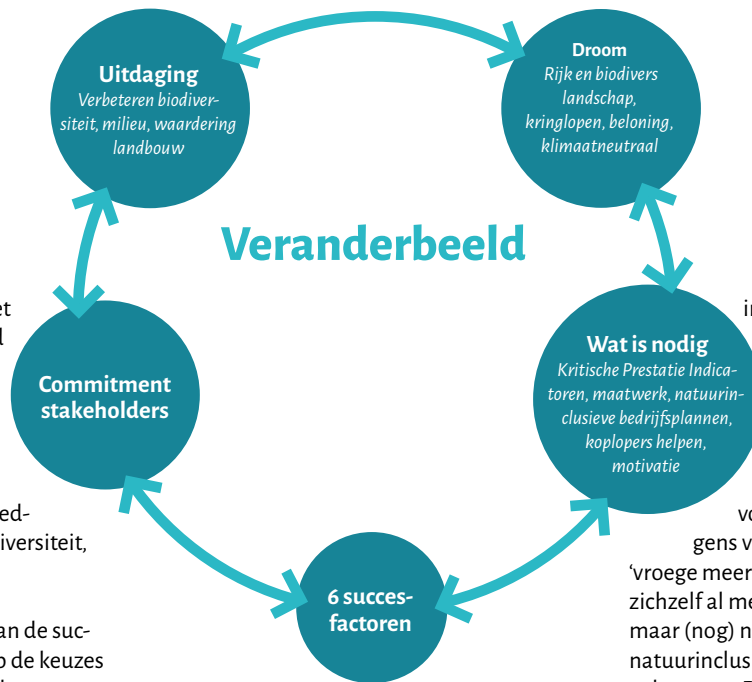 Uitdaging
Verbeteren biodiver-
siteit, milieu, waardering
landbouw
Droom
Rijk en biodivers
landschap,
kringlopen, beloning,
klimaatneutraal
Veranderbeeld
Commitment
stakeholders
Wat is nodig
Kritische Prestatie Indica-
toren, maatwerk, natuurin-
clusieve bedrijfsplannen,
koplopers helpen,
motivatie
6 succes-
factoren
iversiteit,
an de suc-
de keuzes
gens
'vroege meer
zichzelf al me
maar (nog) n
natuurinclus